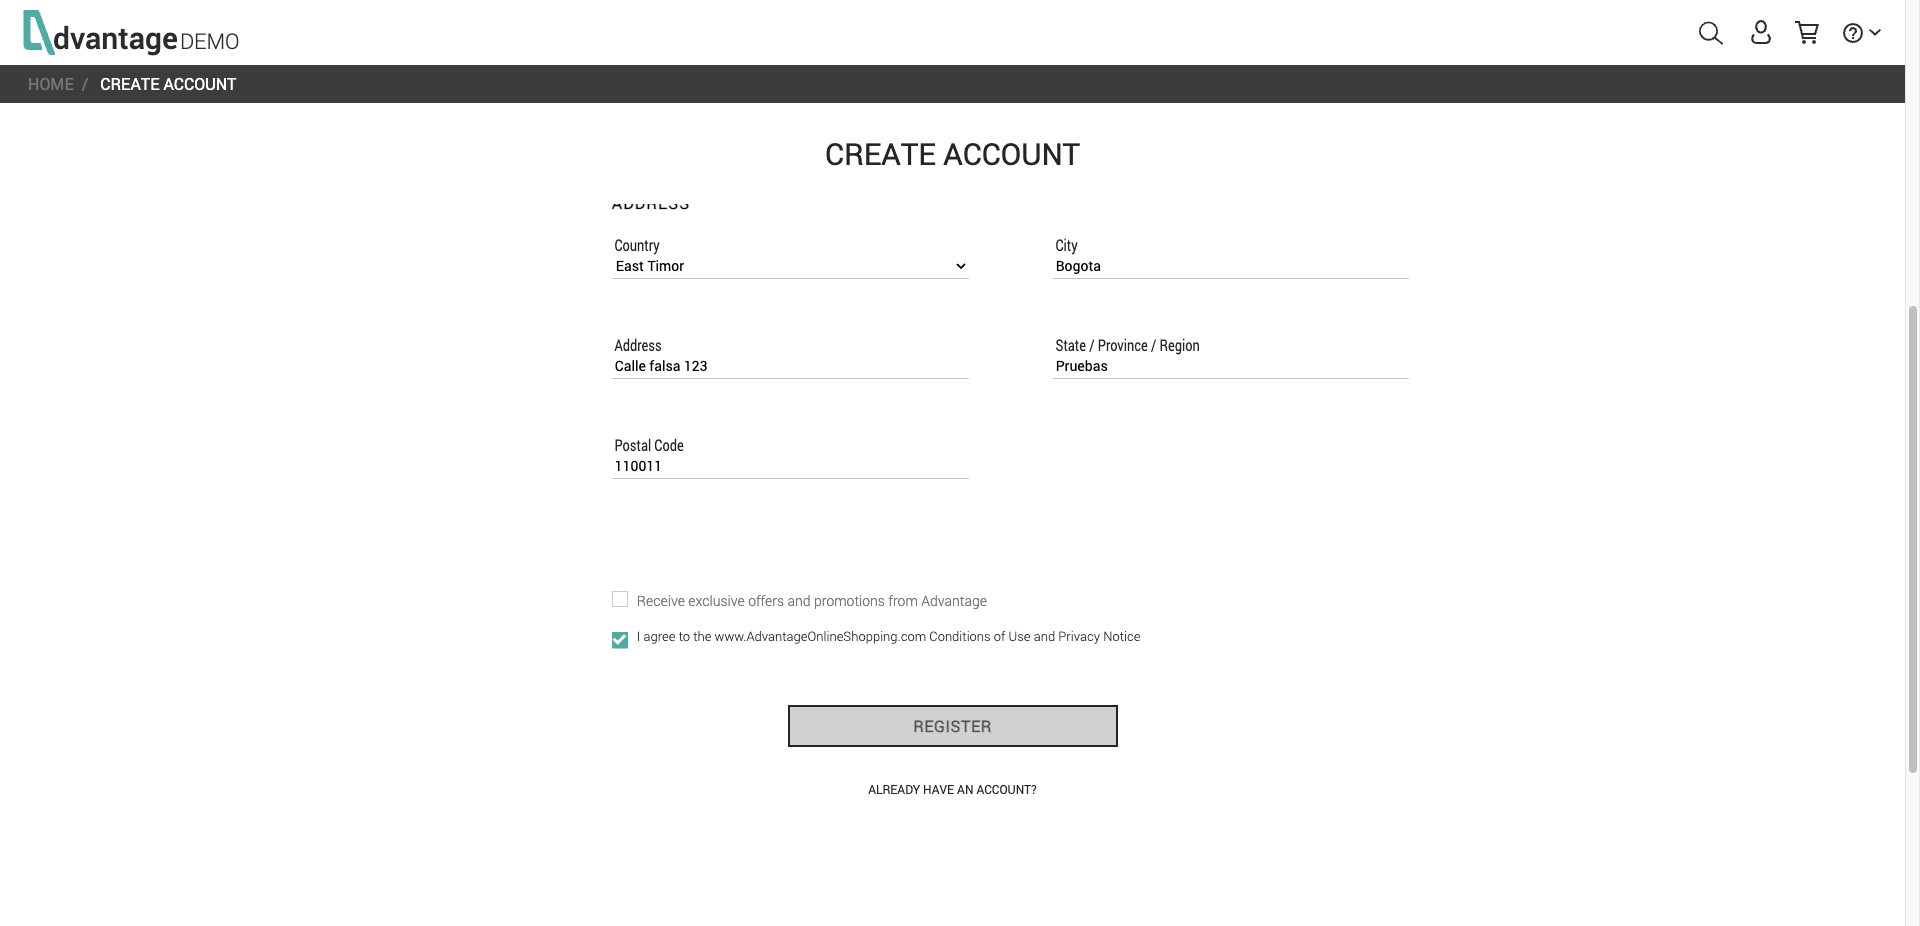 dvantage DEMO
HOME / CREATE ACCOUNT
CREATE ACCOUNT
ADDRESS
Country
East Timor
City
Bogota
Address
Calle falsa 123
State / Province / Region
Pruebas
Postal Code
110011
Receive exclusive offers and promotions from Advantage
I agree to the www.AdvantageOnlineShopping.com Conditions of Use and Privacy Notice
REGISTER
ALREADY HAVE AN ACCOUNT?